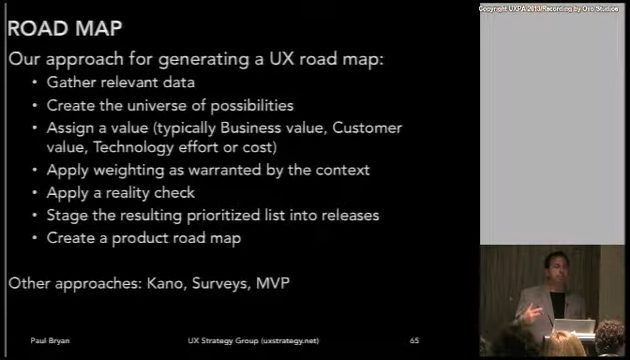 Copyright UXPA 2013/Recording by Ovo Studios
ROAD MAP
Our approach for generating a UX road map:
• Gather relevant data
• Create the universe of possibilities
• Assign a value (typically Business value, Customer
value, Technology effort or cost)
• Apply weighting as warranted by the context
• Apply a reality check
• Stage the resulting prioritized list into releases
• Create a product road map
Other approaches: Kano, Surveys, MVP
Paul Bryan
UX Strategy Group (uxstrategy.net)
65